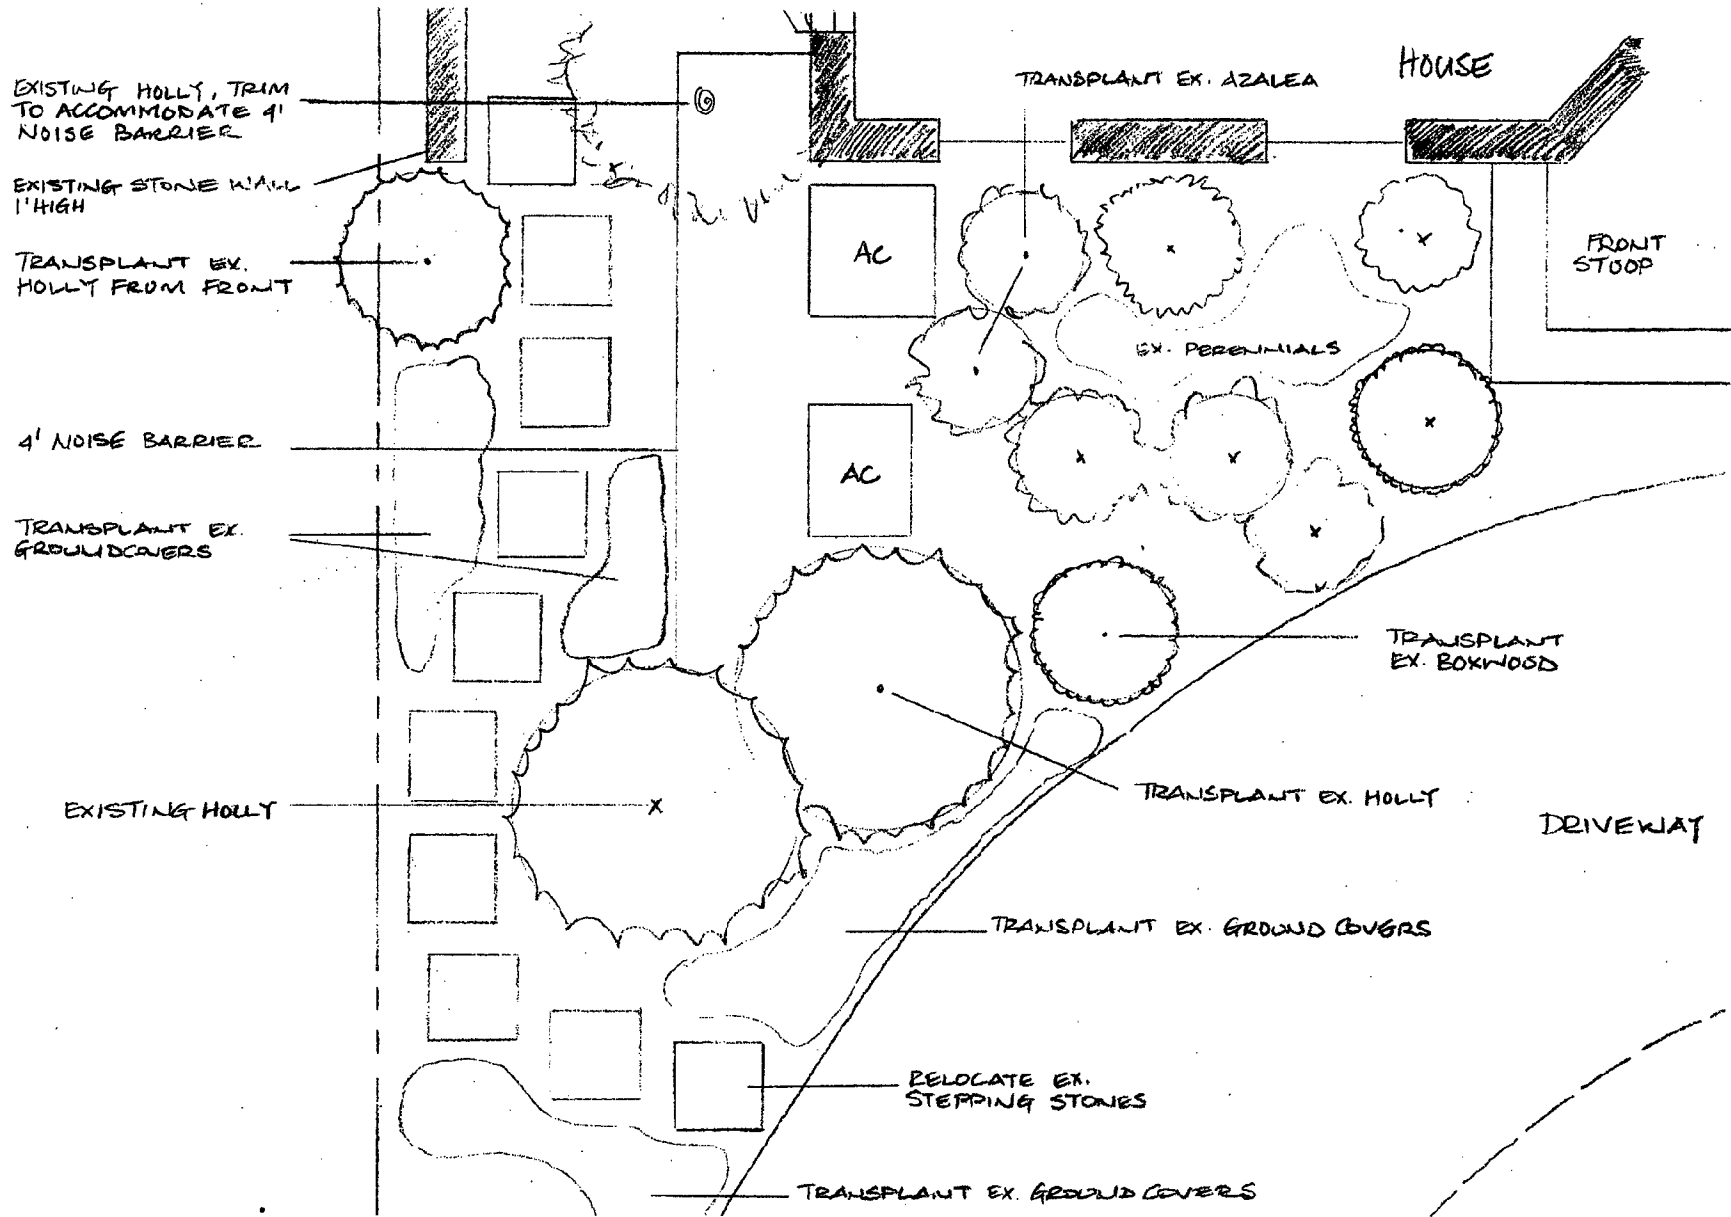 EXISTING HOLLY, TRIM
TO ACCOMMODATE 4'
NOISE BARRIER
EXISTING STONE WALL
1' HIGH
TRANSPLANT EX.
HOLLY FROM FRONT
4' NOISE BARRIER
TRANSPLANT EX.
GROUNDCOVERS
EXISTING HOLLY
TRANSPLANT EX. AZALEA
HOUSE
AC
AC
EX. PERENNIALS
FRONT
STOOP
TRANSPLANT
EX. BOXWOOD
TRANSPLANT EX. HOLLY
DRIVEWAY
TRANSPLANT EX. GROUND COVERS
RELOCATE EX.
STEPPING STONES
TRANSPLANT EX. GROUND COVERS